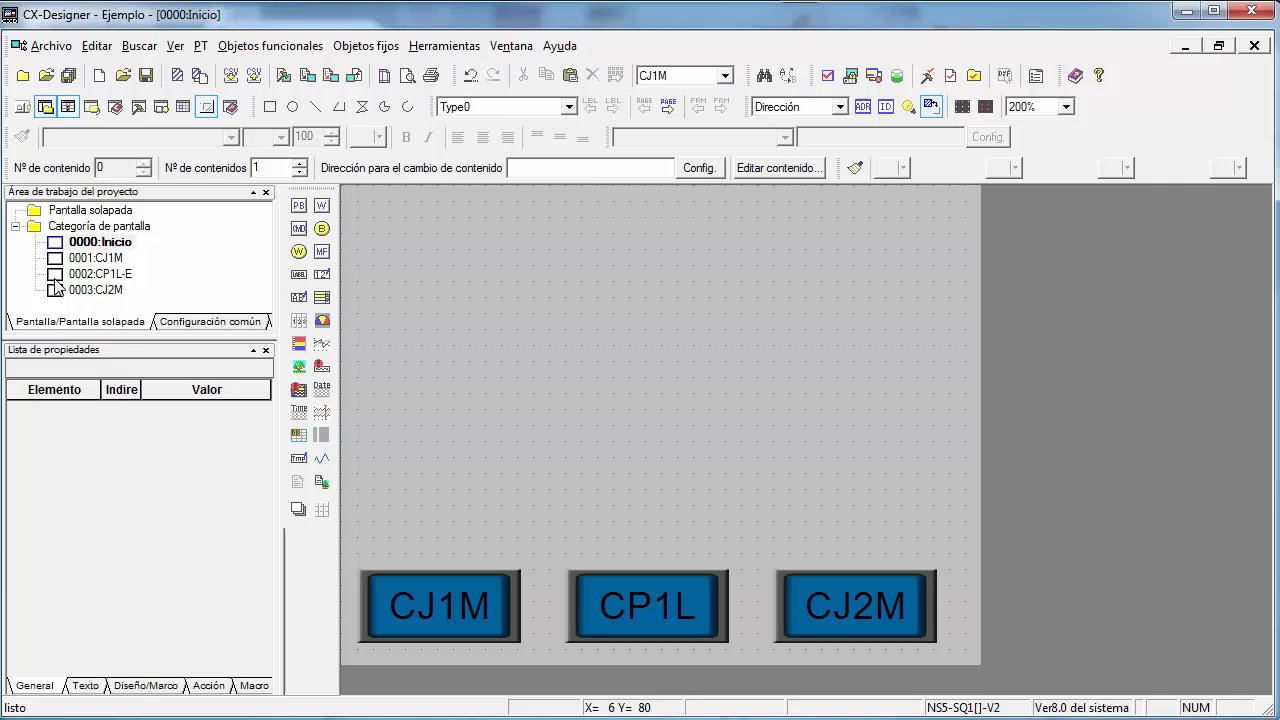 CX-Designer - Ejemplo - [0000:Inicio]
Archivo Editar Buscar Ver PT Objetos funcionales Objetos fijos Herramientas Ventana Ayuda
CJ1M
Type0 Dirección 200%
100
Config.
Nº de contenido 0 Nº de contenidos 1 Dirección para el cambio de contenido Config. Editar contenido...
Área de trabajo del proyecto
Pantalla solapada
Categoría de pantalla
0000:Inicio
0001:CJ1M
0002:CP1L-E
0003:CJ2M
Pantalla/Pantalla solapada Configuración común
Lista de propiedades
Elemento Indire Valor
General Texto Diseño/Marco Acción Macro
CJ1M CP1L CJ2M
listo X= 6 Y= 80 NS5-SQ1[]-V2 Ver8.0 del sistema NUM